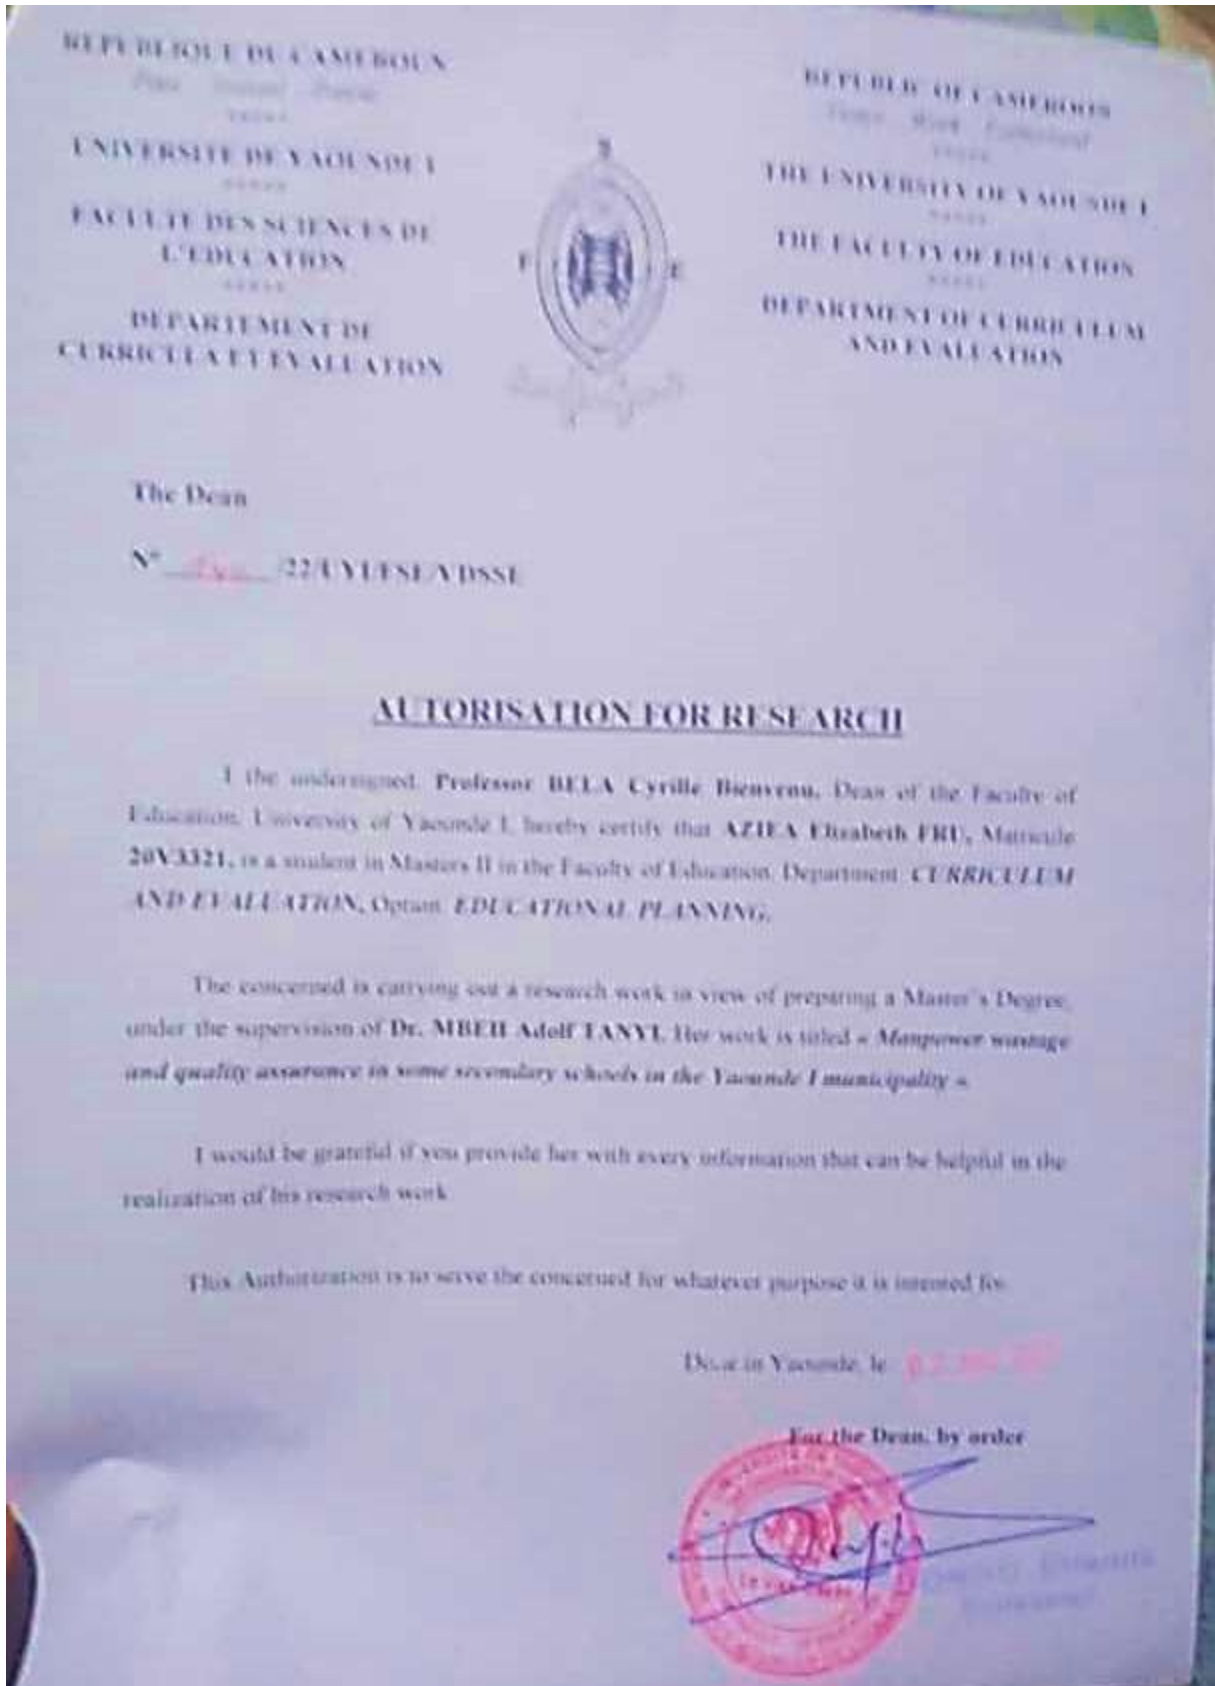 REPUBLIQUE DU CAMEROUN
UNIVERSITE DE YAOUNDE I
*****
FACULTE DES SCIENCES DE
L'EDUCATION
*****
DEPARTEMENT DE
CURRICULA ET EVALUATION
REPUBLIC OF CAMEROON
*****
THE UNIVERSITY OF YAOUNDE I
*****
THE FACULTY OF EDUCATION
*****
DEPARTMENT OF CURRICULUM
AND EVALUATION
The Dean
N° /22/UYI/FSE/VDSSE
AUTORISATION FOR RESEARCH
I the undersigned, Professor BELA Cyrille Bienvenu, Dean of the Faculty of
Education, University of Yaounde I, hereby certify that AZIEA Elisabeth FRU, Matricule
20V3321, is a student in Masters II in the Faculty of Education, Department: CURRICULUM
AND EVALUATION, Option: EDUCATIONAL PLANNING.
The concerned is carrying out a research work in view of preparing a Master's Degree,
under the supervision of Dr. MBEH Adolf TANYI. Her work is titled « Manpower wastage
and quality assurance in some secondary schools in the Yaounde I municipality ».
I would be grateful if you provide her with every information that can be helpful in the
realization of his research work
This Authorization is to serve the concerned for whatever purpose it is intented for
Done in Yaounde, le
For the Dean, by order